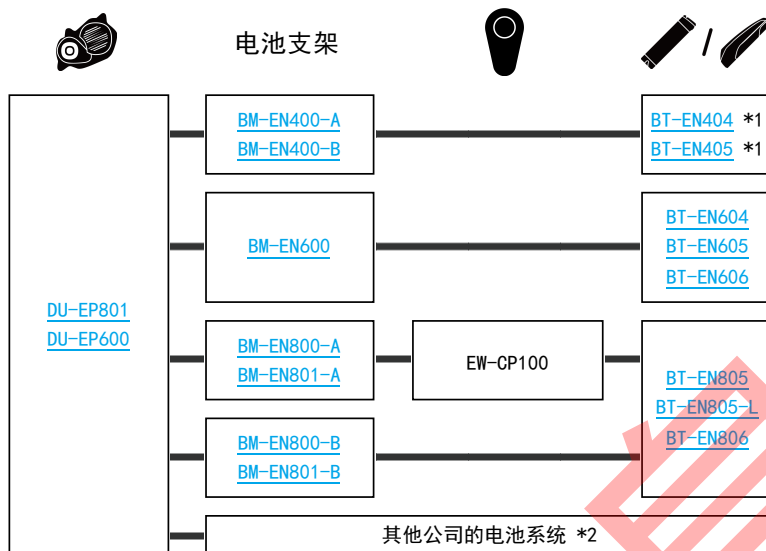 电池支架
/
DU-EP801
DU-EP600
BM-EN400-A
BM-EN400-B
BT-EN404 *1
BT-EN405 *1
BM-EN600
BT-EN604
BT-EN605
BT-EN606
BM-EN800-A
BM-EN801-A
EW-CP100
BT-EN805
BT-EN805-L
BT-EN806
BM-EN800-B
BM-EN801-B
其他公司的电池系统 *2